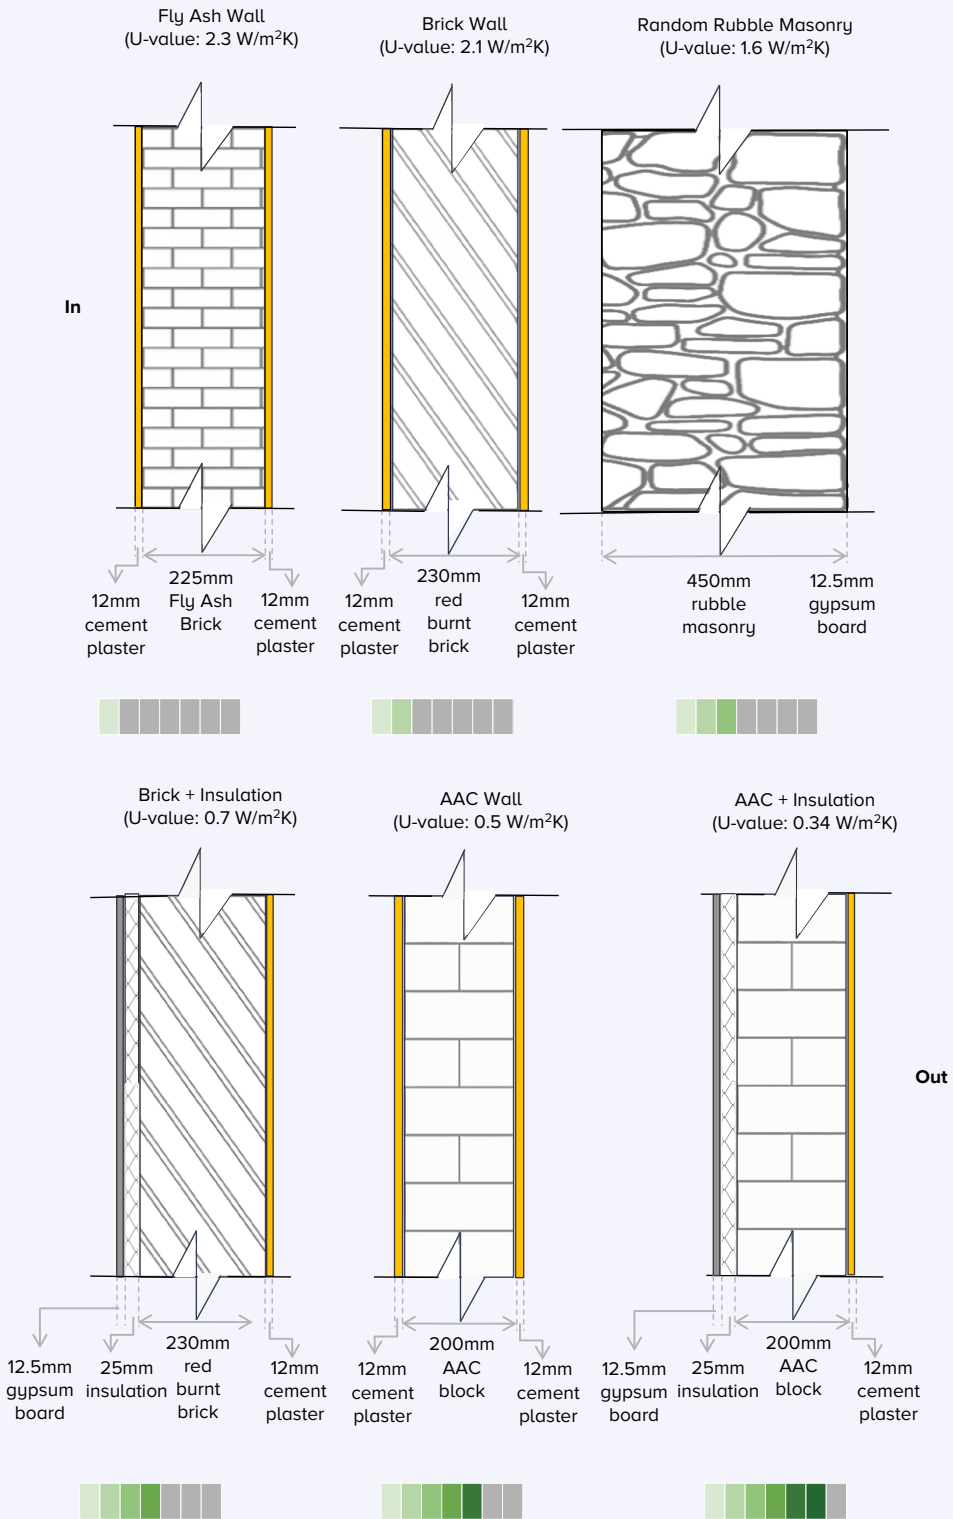 Fly Ash Wall
(U-value: 2.3 W/m²K)
Brick Wall
(U-value: 2.1 W/m²K)
Random Rubble Masonry
(U-value: 1.6 W/m²K)
In
12mm
cement
plaster
225mm
Fly Ash
Brick
12mm
cement
plaster
12mm
cement
plaster
230mm
red
burnt
brick
12mm
cement
plaster
450mm
rubble
masonry
12.5mm
gypsum
board
Brick + Insulation
(U-value: 0.7 W/m²K)
AAC Wall
(U-value: 0.5 W/m²K)
AAC + Insulation
(U-value: 0.34 W/m²K)
Out
12.5mm
gypsum
board
25mm
insulation
230mm
red
burnt
brick
12mm
cement
plaster
12mm
cement
plaster
200mm
AAC
block
12mm
cement
plaster
12.5mm
gypsum
board
25mm
insulation
200mm
AAC
block
12mm
cement
plaster